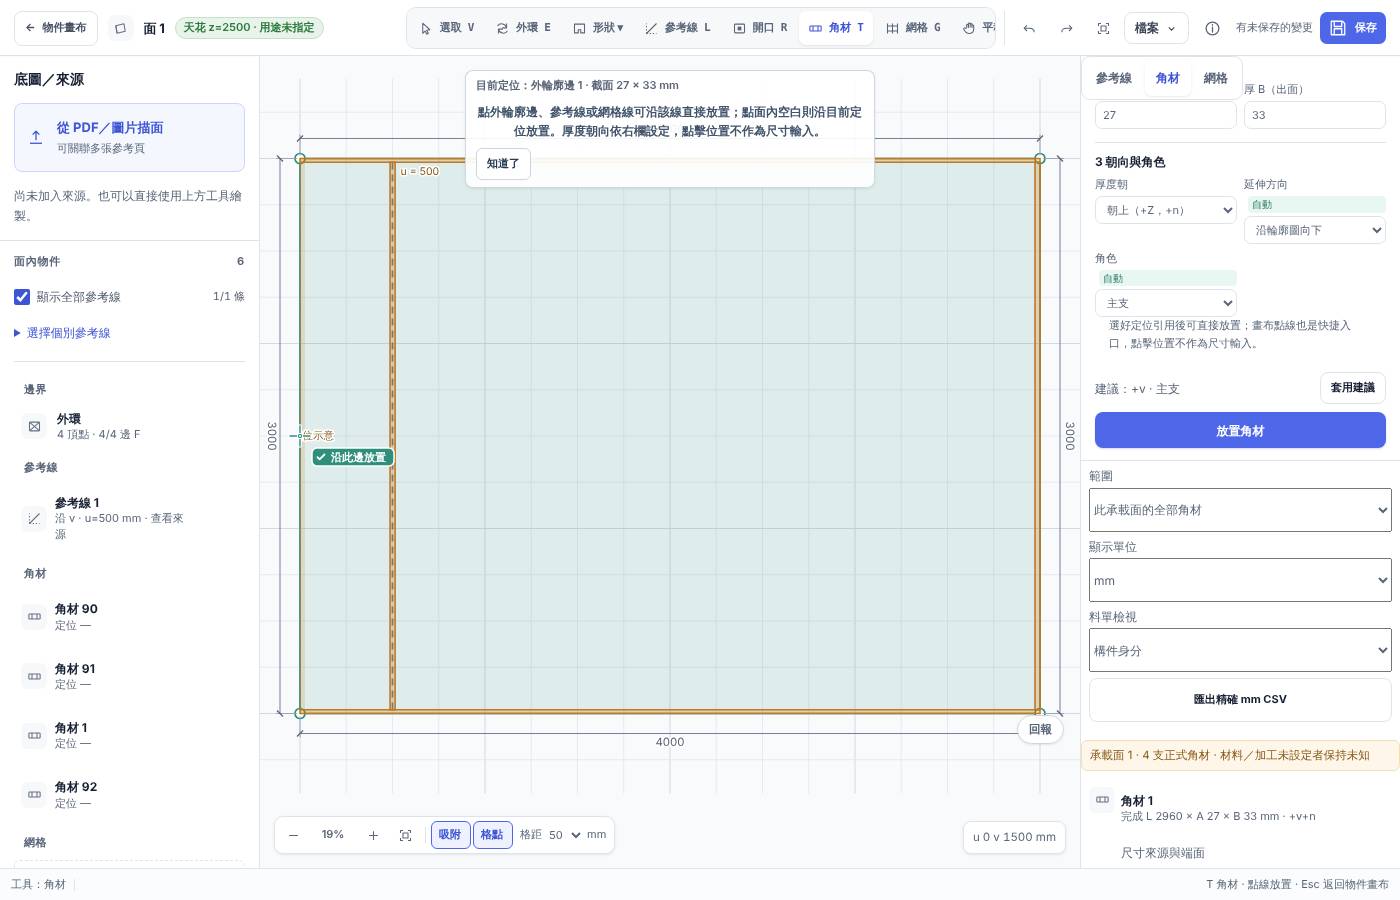 物件畫布
面 1
天花 z=2500 · 用途未指定
選取 V
外環 E
形狀▾
參考線 L
開口 R
角材 T
網格 G
檔案
有未保存的變更
保存
底圖／來源
從 PDF／圖片描面
可關聯多張參考頁
尚未加入來源。也可以直接使用上方工具繪
製。
面內物件
6
顯示全部參考線
1/1 條
選擇個別參考線
邊界
外環
4 頂點 · 4/4 邊 F
參考線
參考線 1
沿 v · u=500 mm · 查看來
源
角材
角材 90
定位 —
角材 91
定位 —
角材 1
定位 —
角材 92
定位 —
網格
目前定位：外輪廓邊 1 · 截面 27 × 33 mm
點外輪廓邊、參考線或網格線可沿該線直接放置；點面內空白則沿目前定
位放置。厚度朝向依右欄設定，點擊位置不作為尺寸輸入。
知道了
u = 500
3000
位示意
沿此邊放置
3000
4000
回報
19%
吸附
格點
格距
50
mm
u 0 v 1500 mm
參考線
角材
網格
厚 B（出面）
27
33
3 朝向與角色
厚度朝
延伸方向
朝上（+Z，+n）
自動
沿輪廓圖向下
角色
自動
主支
選好定位引用後可直接放置；畫布點線也是快捷入
口，點擊位置不作為尺寸輸入。
建議：+v · 主支
套用建議
放置角材
範圍
此承載面的全部角材
顯示單位
mm
料單檢視
構件身分
匯出精確 mm CSV
承載面 1 · 4 支正式角材 · 材料／加工未設定者保持未知
角材 1
完成 L 2960 × A 27 × B 33 mm · +v+n
尺寸來源與端面
工具：角材
T 角材 · 點線放置 · Esc 返回物件畫布